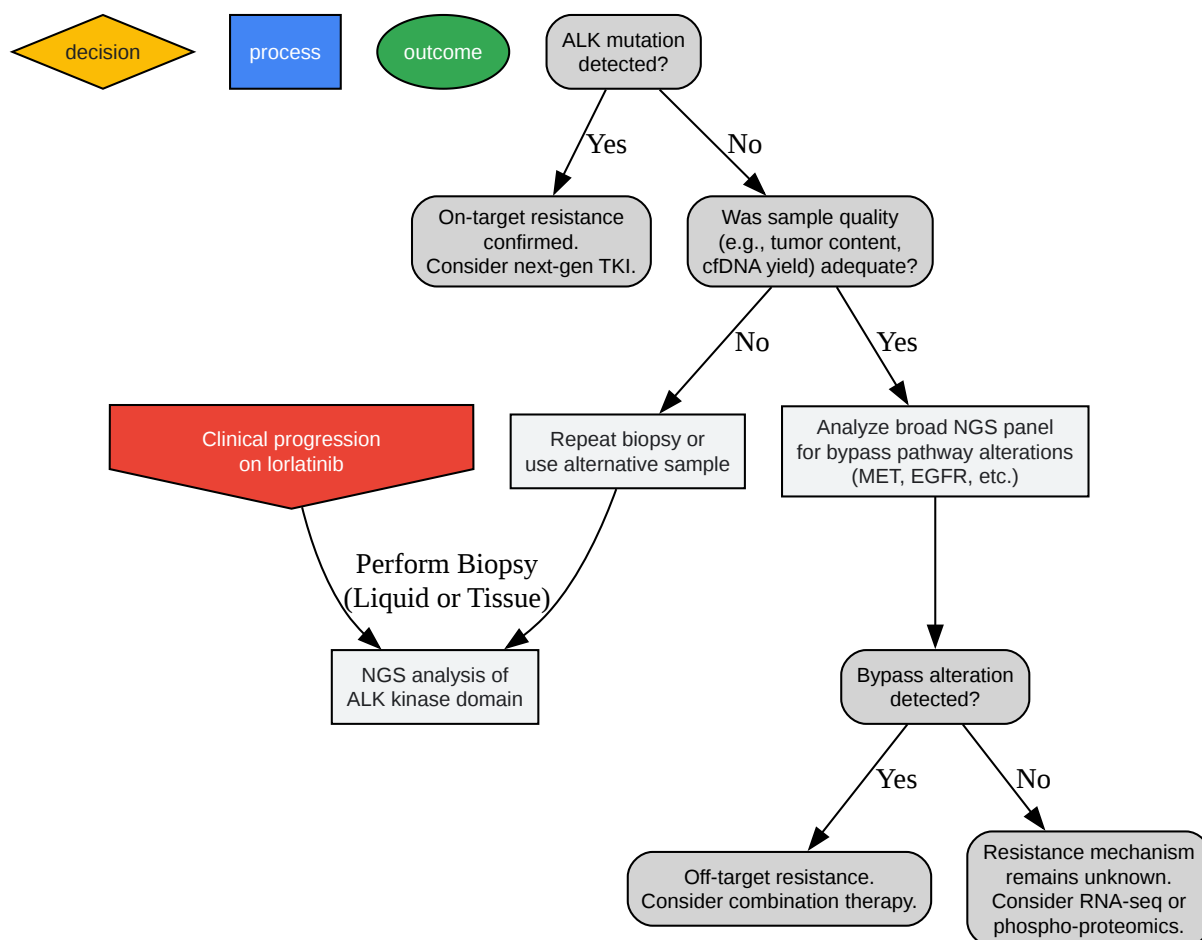 decision
process
outcome
ALK mutation
detected?
Yes
No
On-target resistance
confirmed.
Consider next-gen TKI.
Was sample quality
(e.g., tumor content,
cfDNA yield) adequate?
No
Yes
Clinical progression
on lorlatinib
Repeat biopsy or
use alternative sample
Analyze broad NGS panel
for bypass pathway alterations
(MET, EGFR, etc.)
Perform Biopsy
(Liquid or Tissue)
NGS analysis of
ALK kinase domain
Bypass alteration
detected?
Yes
No
Off-target resistance.
Consider combination therapy.
Resistance mechanism
remains unknown.
Consider RNA-seq or
phospho-proteomics.